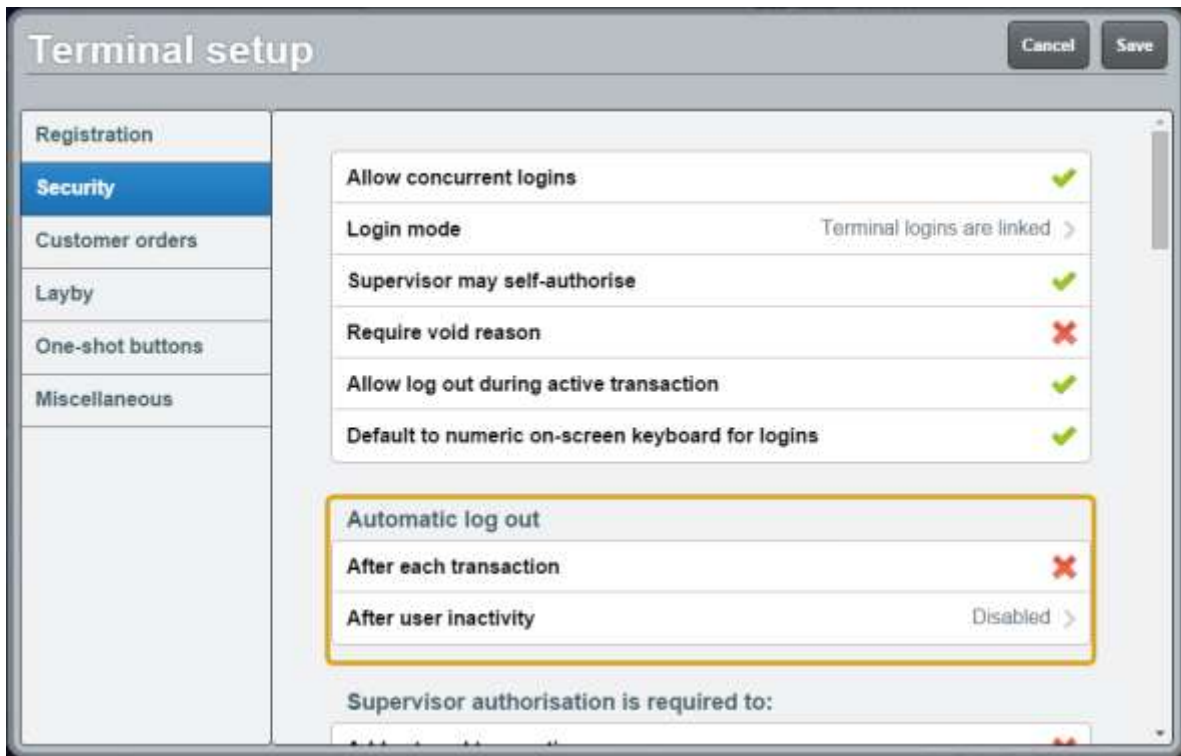 Terminal setup
Cancel
Save
Registration
Security
Customer orders
Layby
One-shot buttons
Miscellaneous
Allow concurrent logins
Login mode Terminal logins are linked
Supervisor may self-authorise
Require void reason
Allow log out during active transaction
Default to numeric on-screen keyboard for logins
Automatic log out
After each transaction
After user inactivity Disabled
Supervisor authorisation is required to: